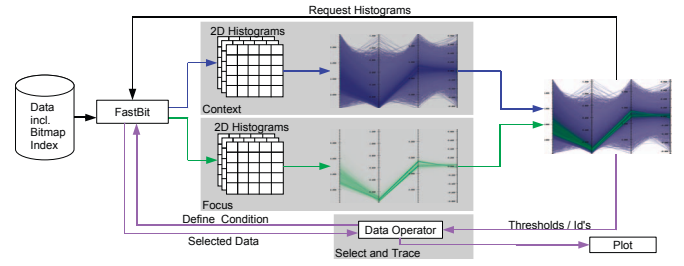 Request Histograms
2D Histograms
Context
Data
incl.
Bitmap
Index
FastBit
2D Histograms
Focus
Define Condition
Selected Data
Data Operator
Select and Trace
Thresholds / Id's
Plot